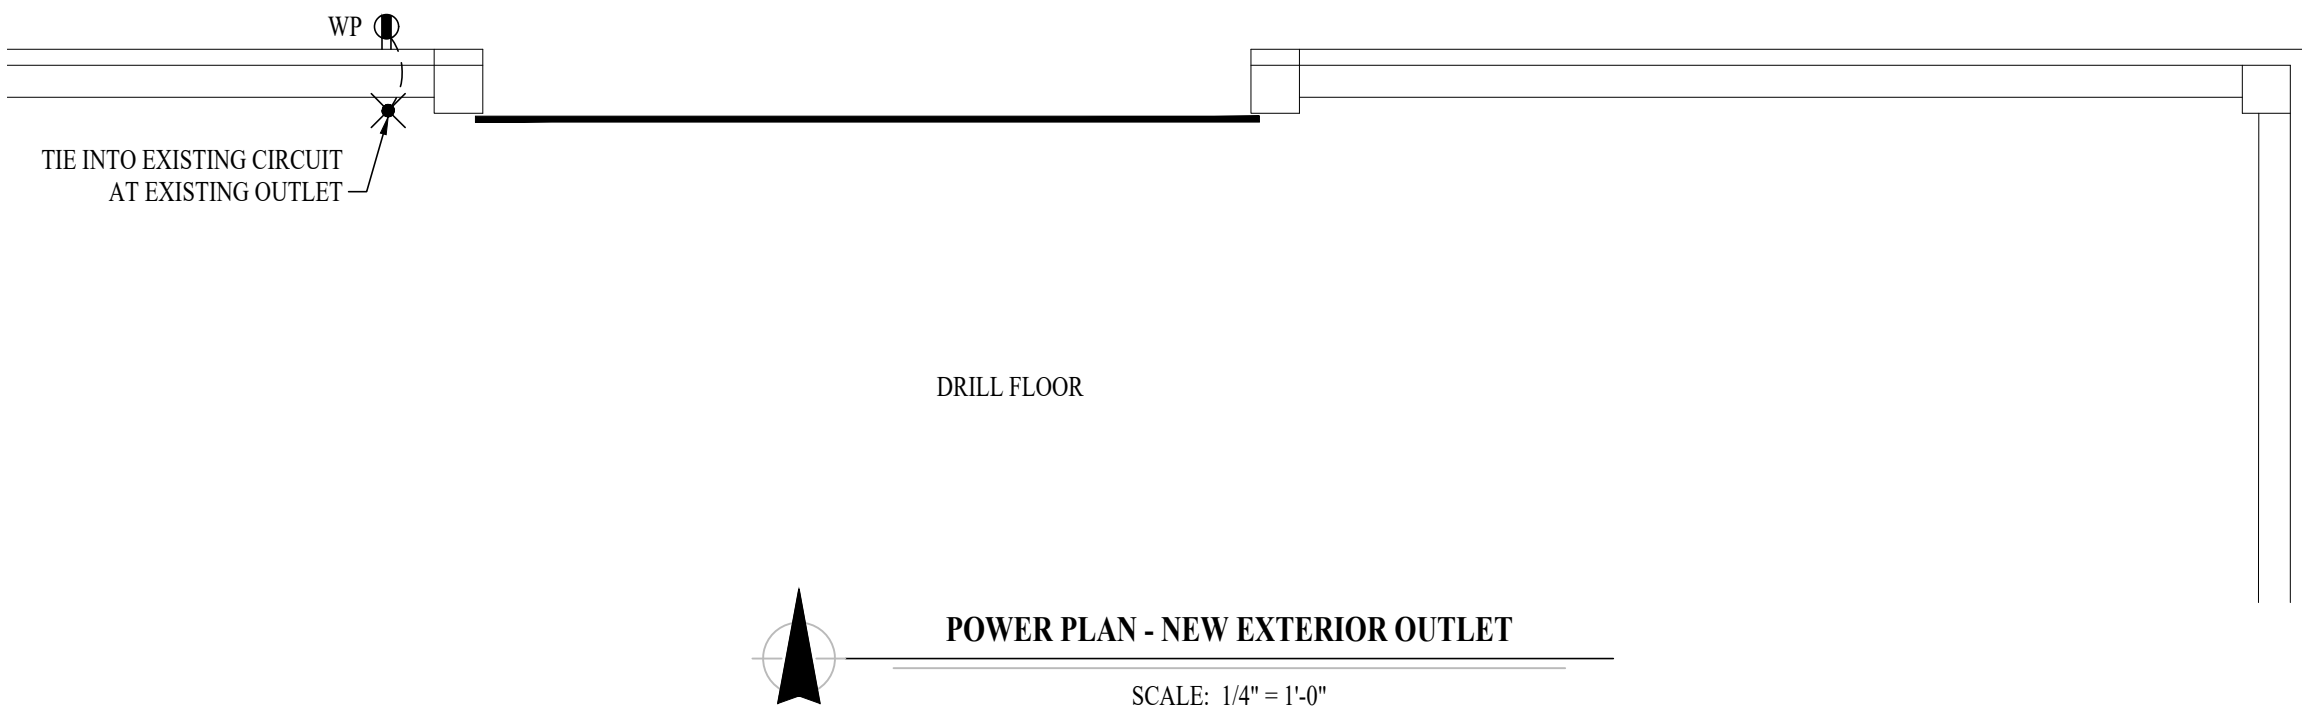 WP
TIE INTO EXISTING CIRCUIT
AT EXISTING OUTLET
DRILL FLOOR
POWER PLAN - NEW EXTERIOR OUTLET
SCALE: 1/4" = 1'-0"